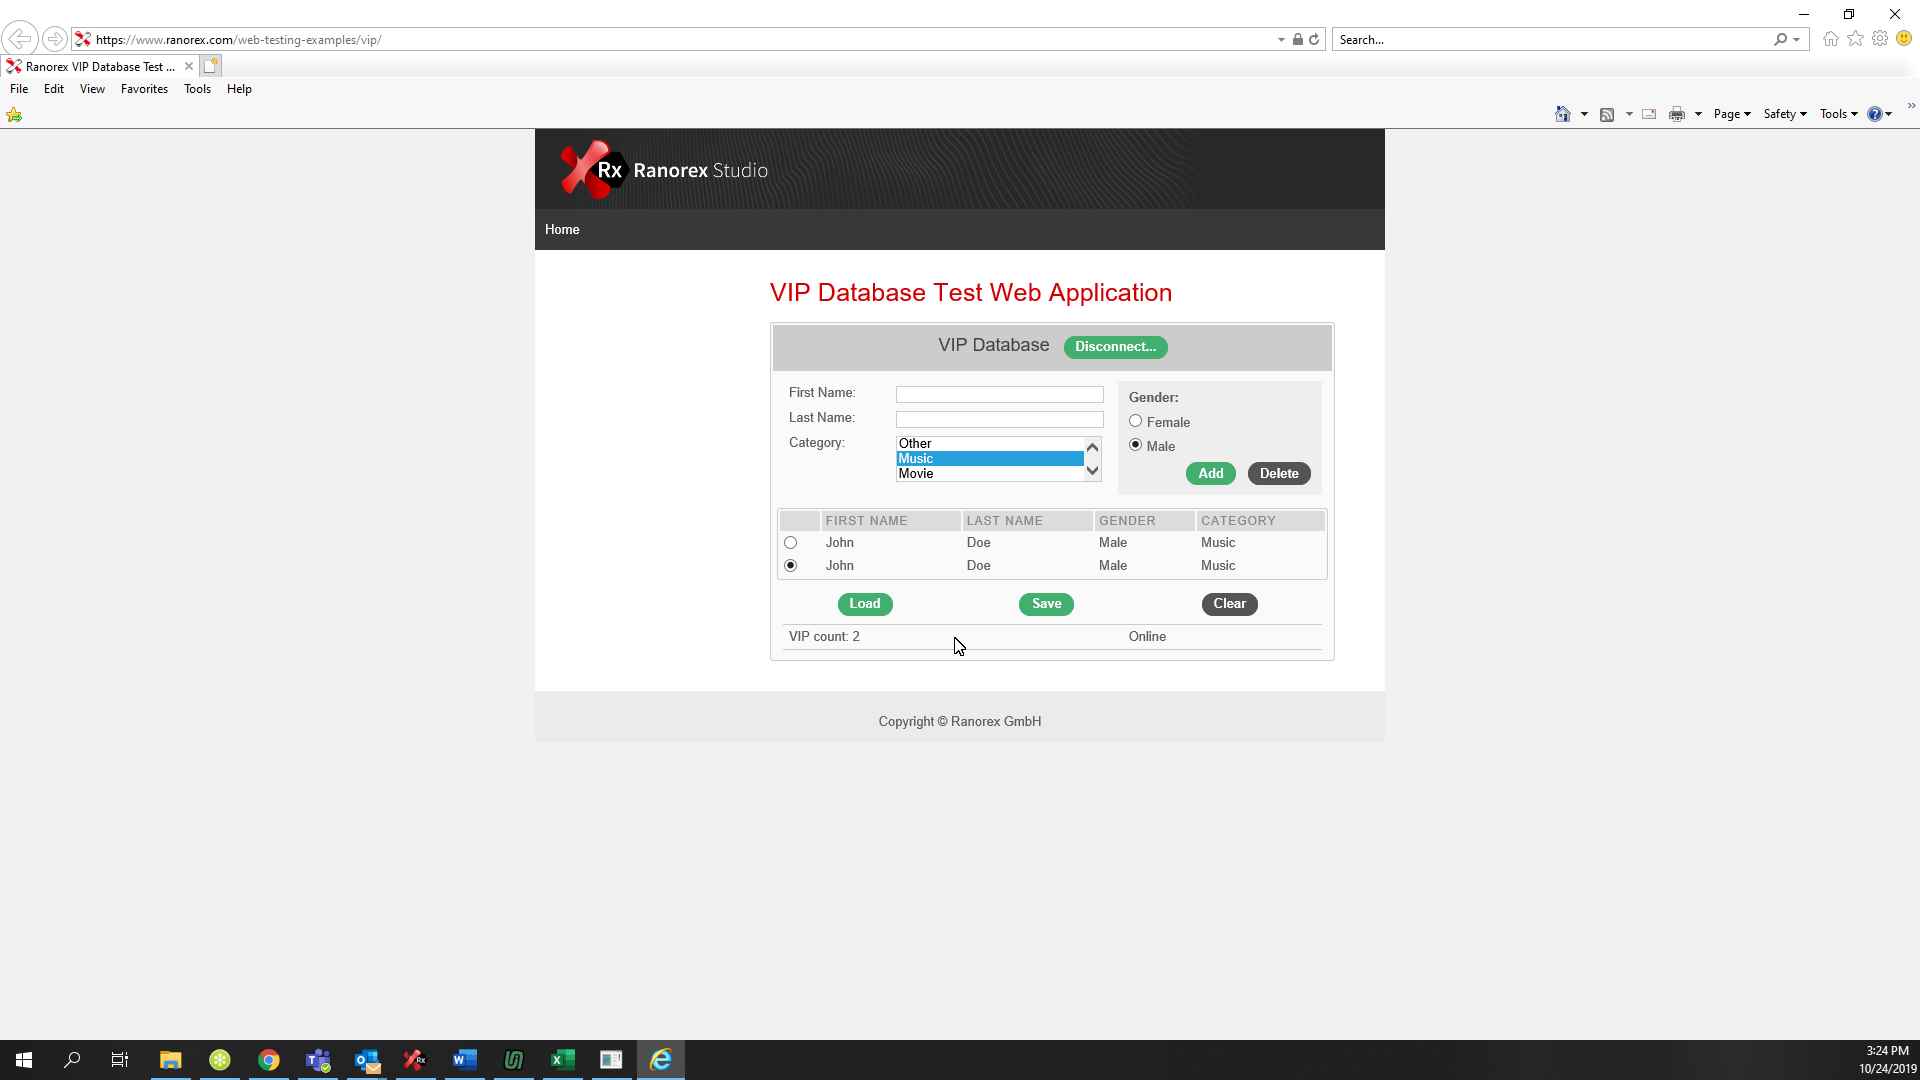 https://www.ranorex.com/web-testing-examples/vip/
Search...
Ranorex VIP Database Test ...
File Edit View Favorites Tools Help
Page Safety Tools
Rx Ranorex Studio
Home
VIP Database Test Web Application
VIP Database Disconnect...
First Name:
Last Name:
Category:
Other
Music
Movie
Gender:
Female
Male
Add Delete
FIRST NAME LAST NAME GENDER CATEGORY
John Doe Male Music
John Doe Male Music
Load Save Clear
VIP count: 2 Online
Copyright © Ranorex GmbH
3:24 PM
10/24/2019